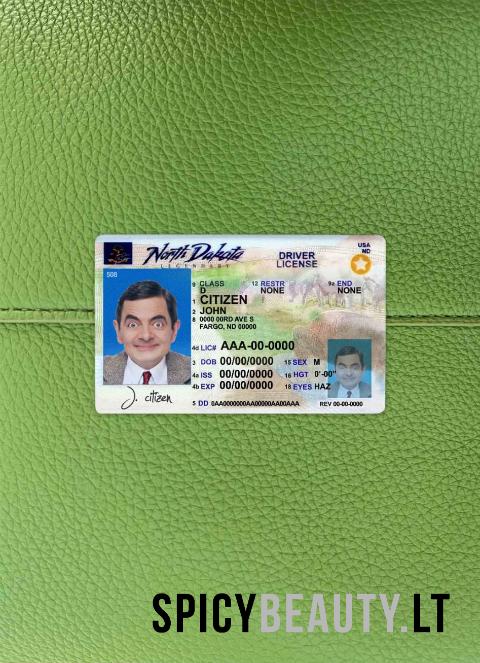 North Dakota
LEGENDARY
DRIVER
LICENSE
USA
ND
508
9 CLASS
D
12 RESTR
NONE
9a END
NONE
1 CITIZEN
2 JOHN
8 0000 00RD AVE S
FARGO, ND 00000
4d LIC# AAA-00-0000
3 DOB 00/00/0000 15 SEX M
4a ISS 00/00/0000 16 HGT 0'-00"
4b EXP 00/00/0000 18 EYES HAZ
J. citizen
5 DD 0AA0000000AA00000AA00AAA
REV 00-00-0000
SPICYBEAUTY.LT